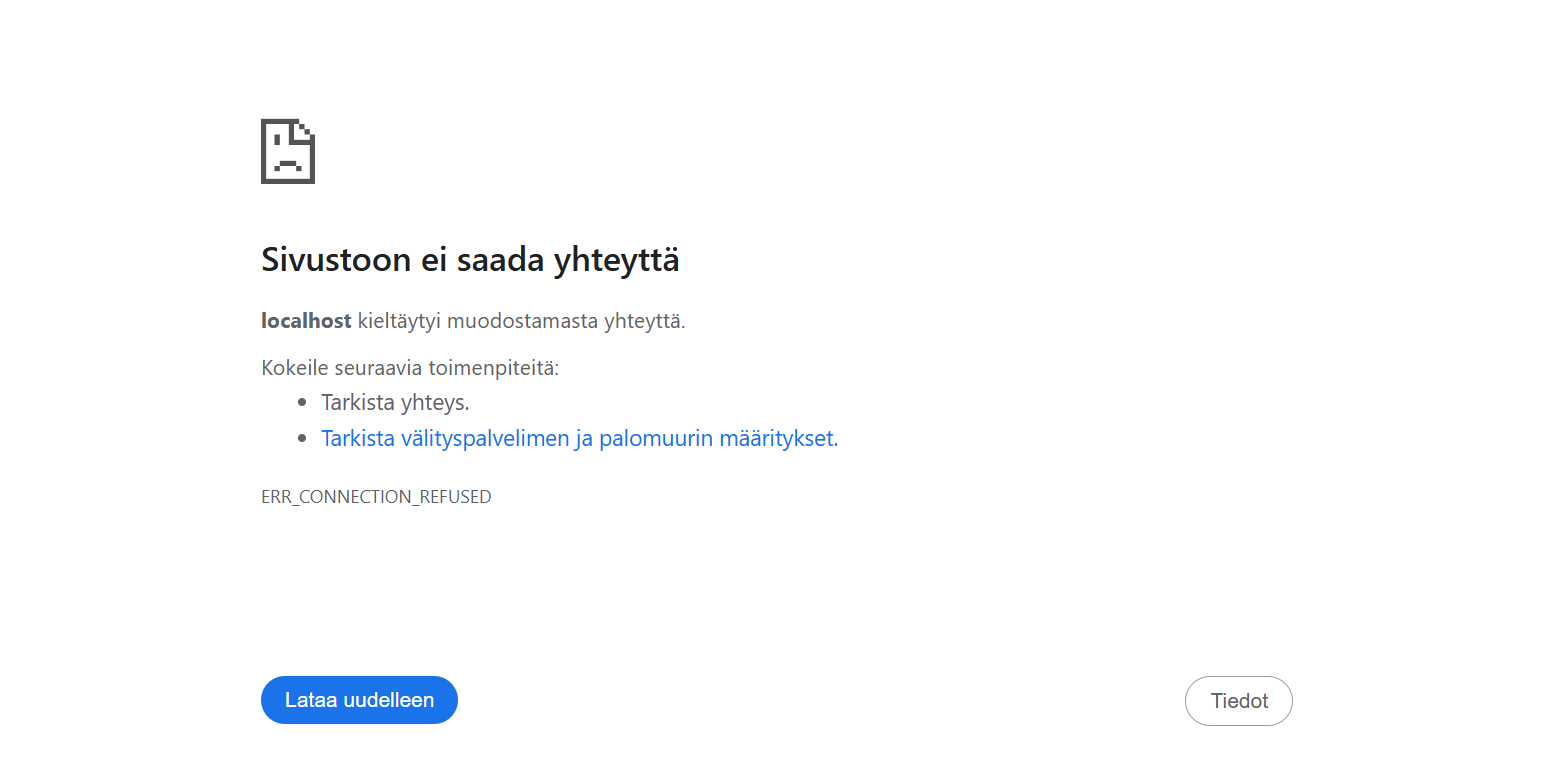 Sivustoon ei saada yhteyttä
localhost kieltäytyi muodostamasta yhteyttä.
Kokeile seuraavia toimenpiteitä:
Tarkista yhteys.
Tarkista välityspalvelimen ja palomuurin määritykset.
ERR_CONNECTION_REFUSED
Lataa uudelleen
Tiedot